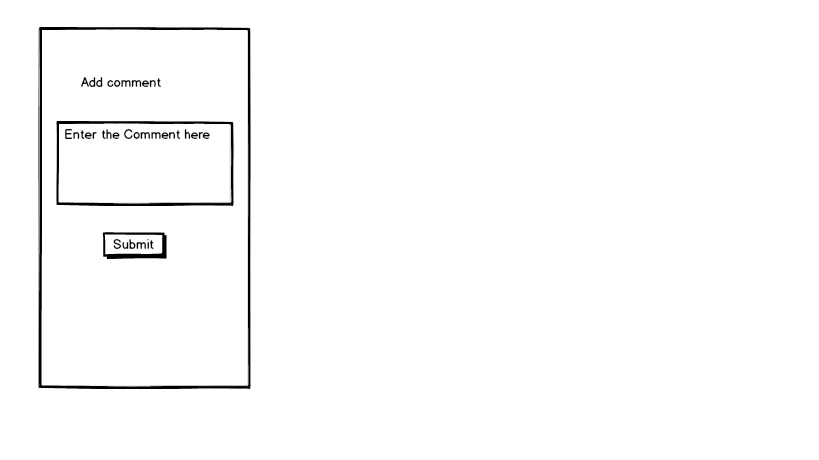 Add comment
Enter the Comment here
Submit